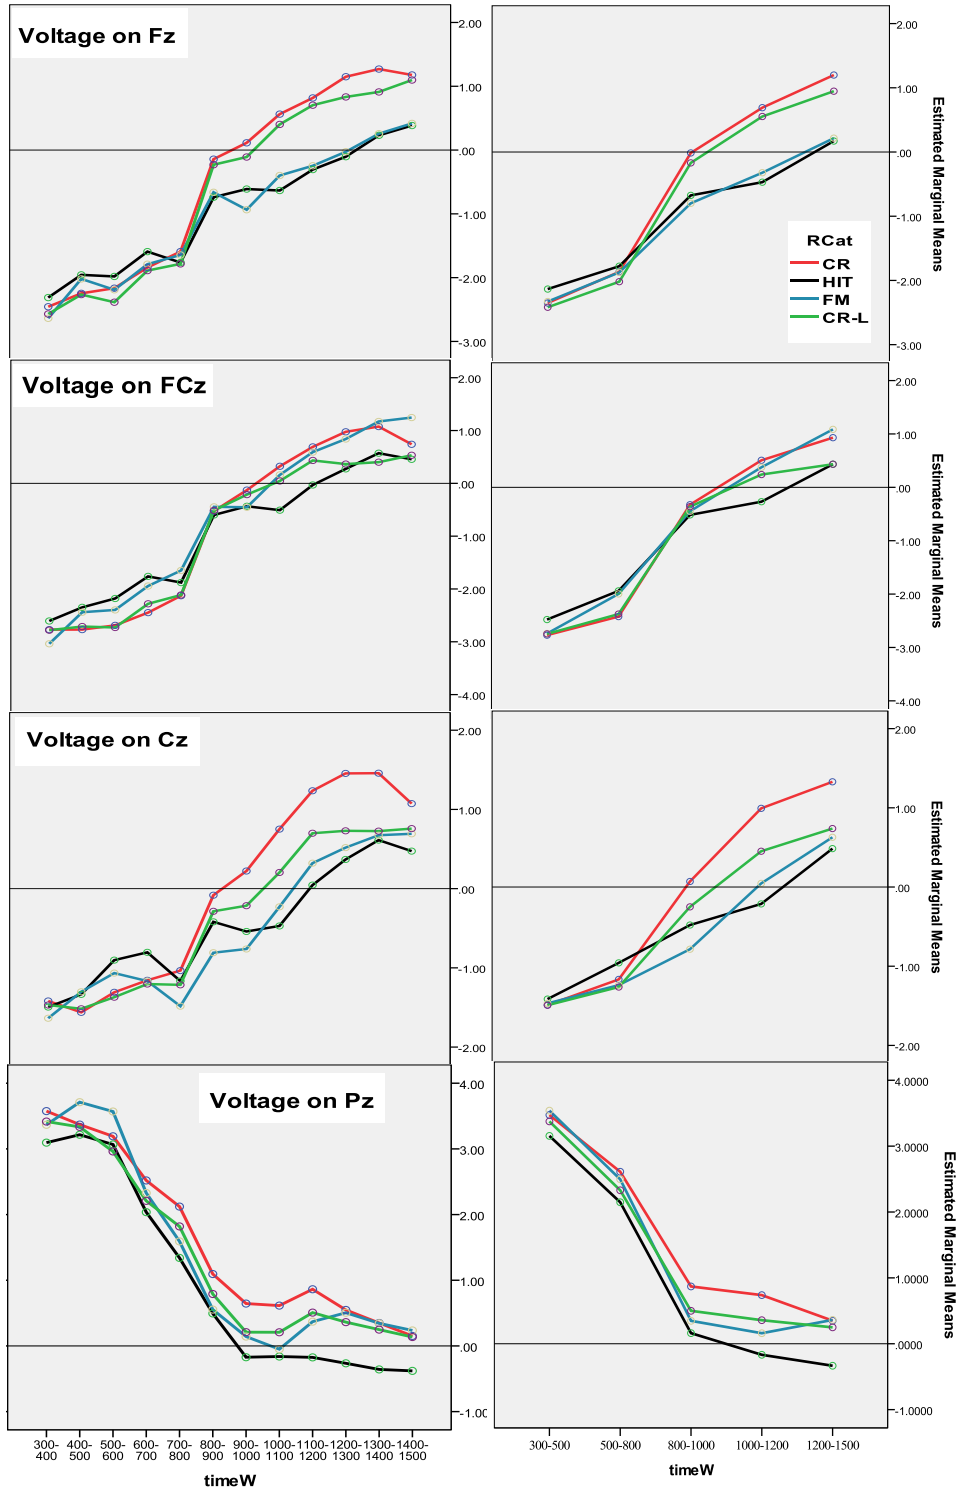 Voltage on Fz
2.00
1.00
.00
-1.00
-2.00
-3.00
2.00
1.00
.00
-1.00
-2.00
-3.00
Estimated Marginal Means
RCat
CR
HIT
FM
CR-L
Voltage on FCz
2.00
1.00
.00
-1.00
-2.00
-3.00
-4.00
2.00
1.00
.00
-1.00
-2.00
-3.00
-4.00
Estimated Marginal Means
Voltage on Cz
2.00
1.00
.00
-1.00
-2.00
2.00
1.00
.00
-1.00
-2.00
Estimated Marginal Means
Voltage on Pz
4.00
3.00
2.00
1.00
.00
-1.00
4.0000
3.0000
2.0000
1.0000
.0000
-1.0000
Estimated Marginal Means
300- 400- 500- 600- 700- 800- 900- 1000- 1100- 1200- 1300- 1400-
400 500 600 700 800 900 1000 1100 1200 1300 1400 1500
timeW
300-500 500-800 800-1000 1000-1200 1200-1500
timeW